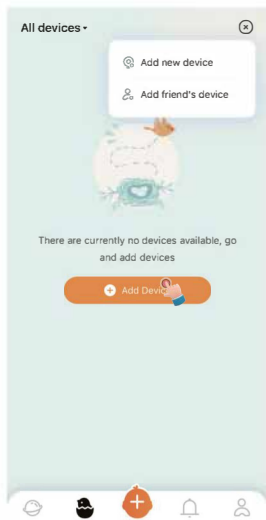 All devices
Add new device
Add friend's device
There are currently no devices available, go
and add devices
Add